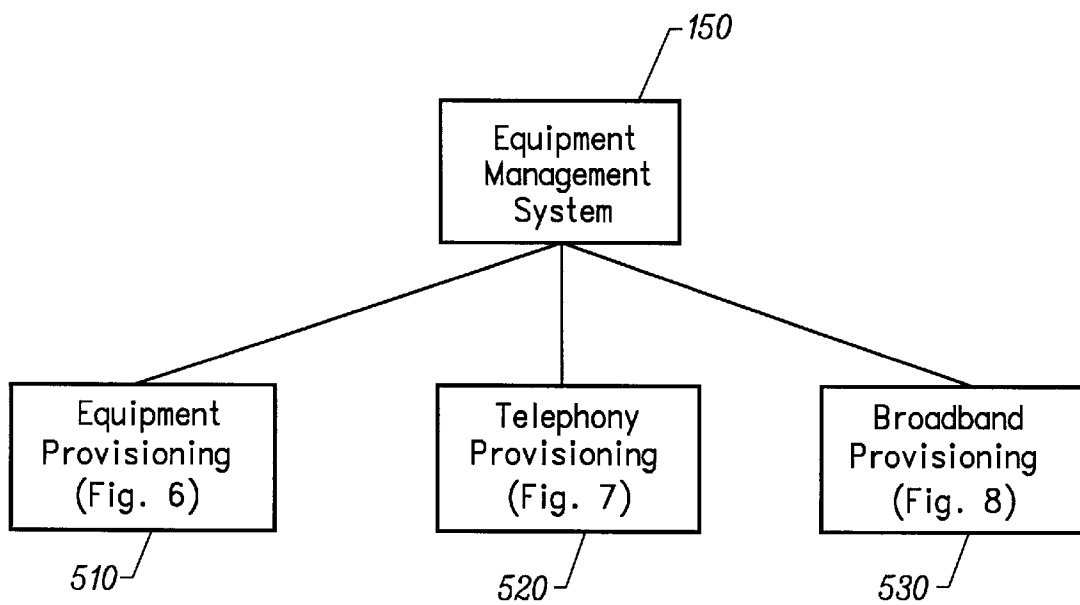 150
Equipment
Management
System
Equipment
Provisioning
(Fig. 6)
Telephony
Provisioning
(Fig. 7)
Broadband
Provisioning
(Fig. 8)
510
520
530